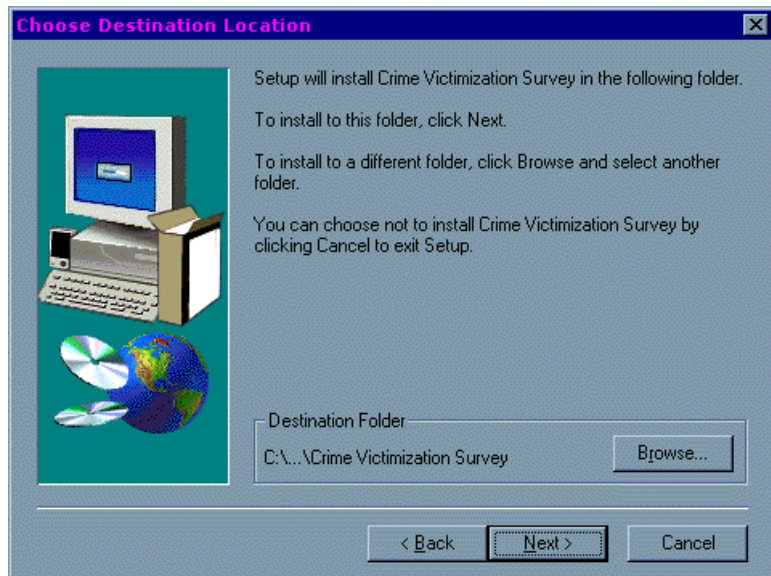 Choose Destination Location
Setup will install Crime Victimization Survey in the following folder.
To install to this folder, click Next.
To install to a different folder, click Browse and select another
folder.
You can choose not to install Crime Victimization Survey by
clicking Cancel to exit Setup.
Destination Folder
C:\...\Crime Victimization Survey
Browse...
< Back
Next >
Cancel